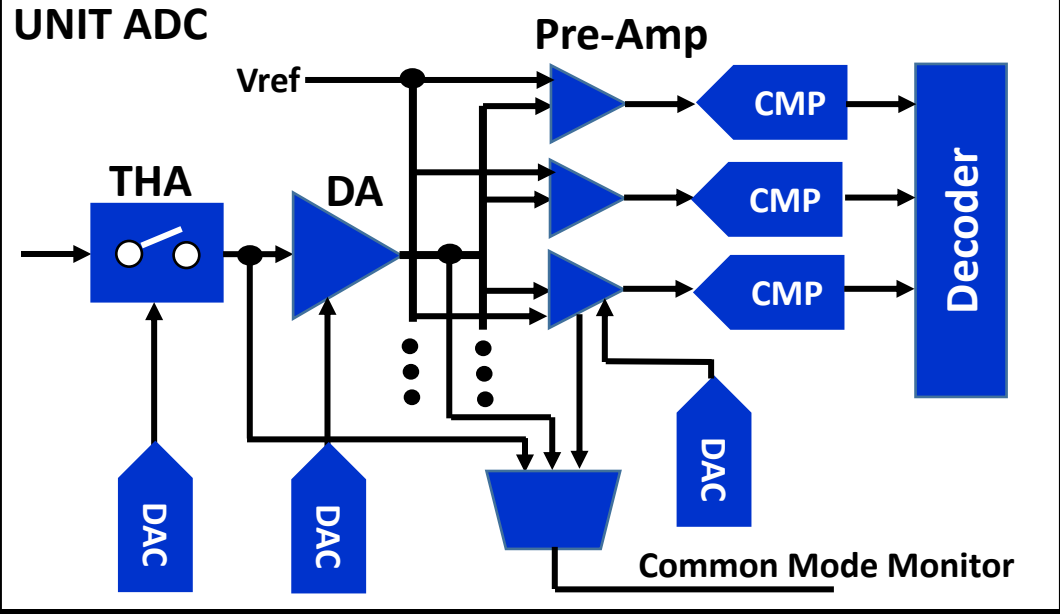 UNIT ADC
Pre-Amp
Vref
CMP
THA
DA
CMP
CMP
Decoder
DAC
DAC
DAC
Common Mode Monitor